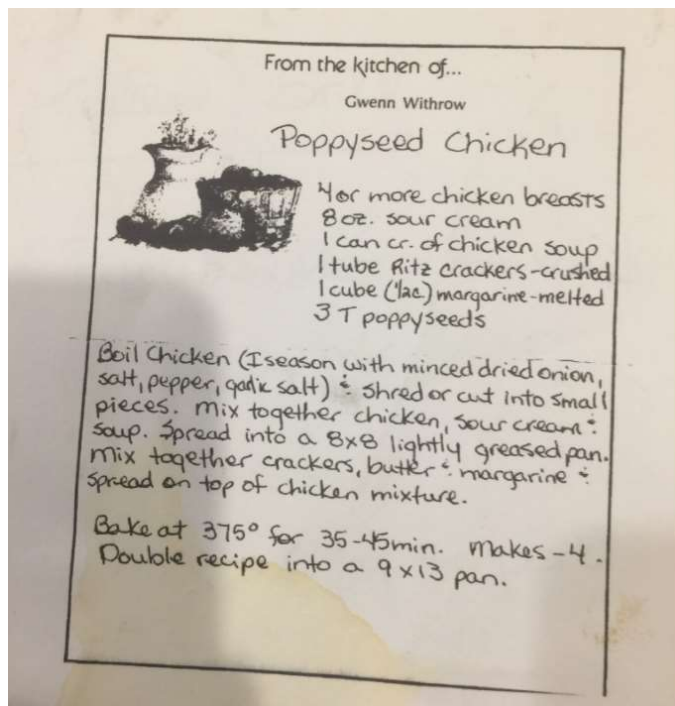 From the kitchen of...
Gwenn Withrow
Poppyseed Chicken
4 or more chicken breasts
8 oz. sour cream
1 can cr. of chicken soup
1 tube Ritz crackers-crushed
1 cube (1/2c.) margarine-melted
3 T poppyseeds
Boil Chicken (I season with minced dried onion,
salt, pepper, garlic salt) & shred or cut into small
pieces. Mix together chicken, sour cream &
soup. Spread into a 8x8 lightly greased pan.
Mix together crackers, butter & margarine &
spread on top of chicken mixture.
Bake at 375° for 35-45min. Makes-4.
Double recipe into a 9x13 pan.